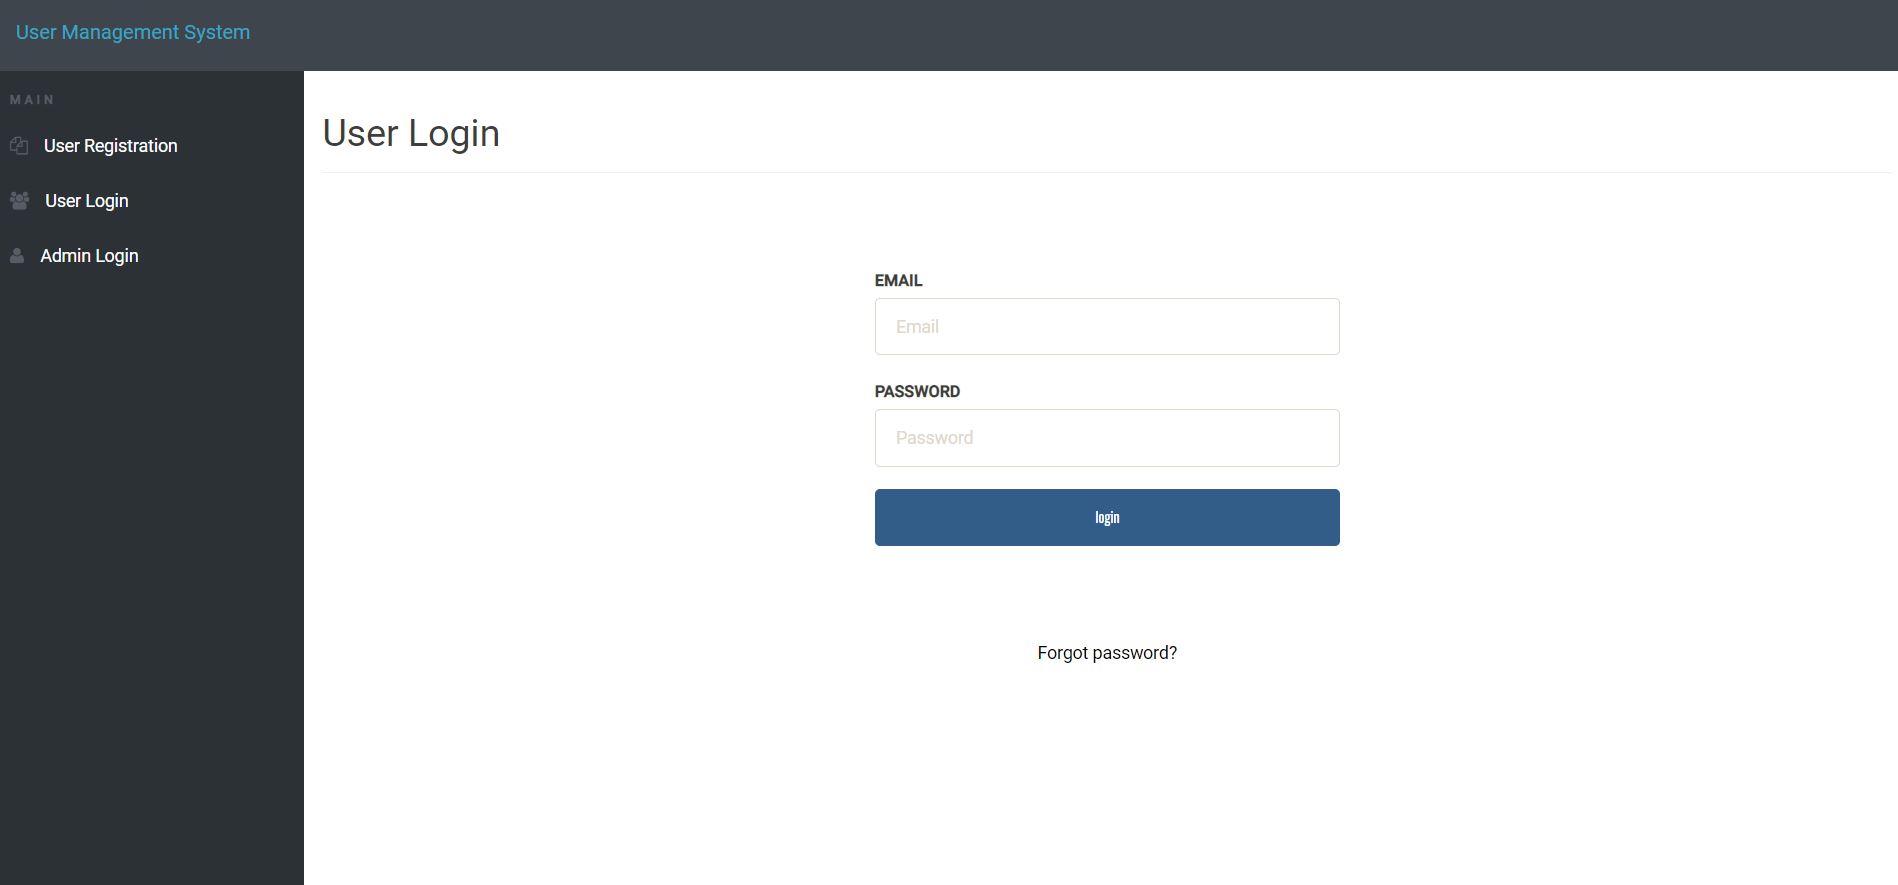 User Management System
MAIN
User Registration
User Login
Admin Login
User Login
EMAIL
Email
PASSWORD
Password
login
Forgot password?